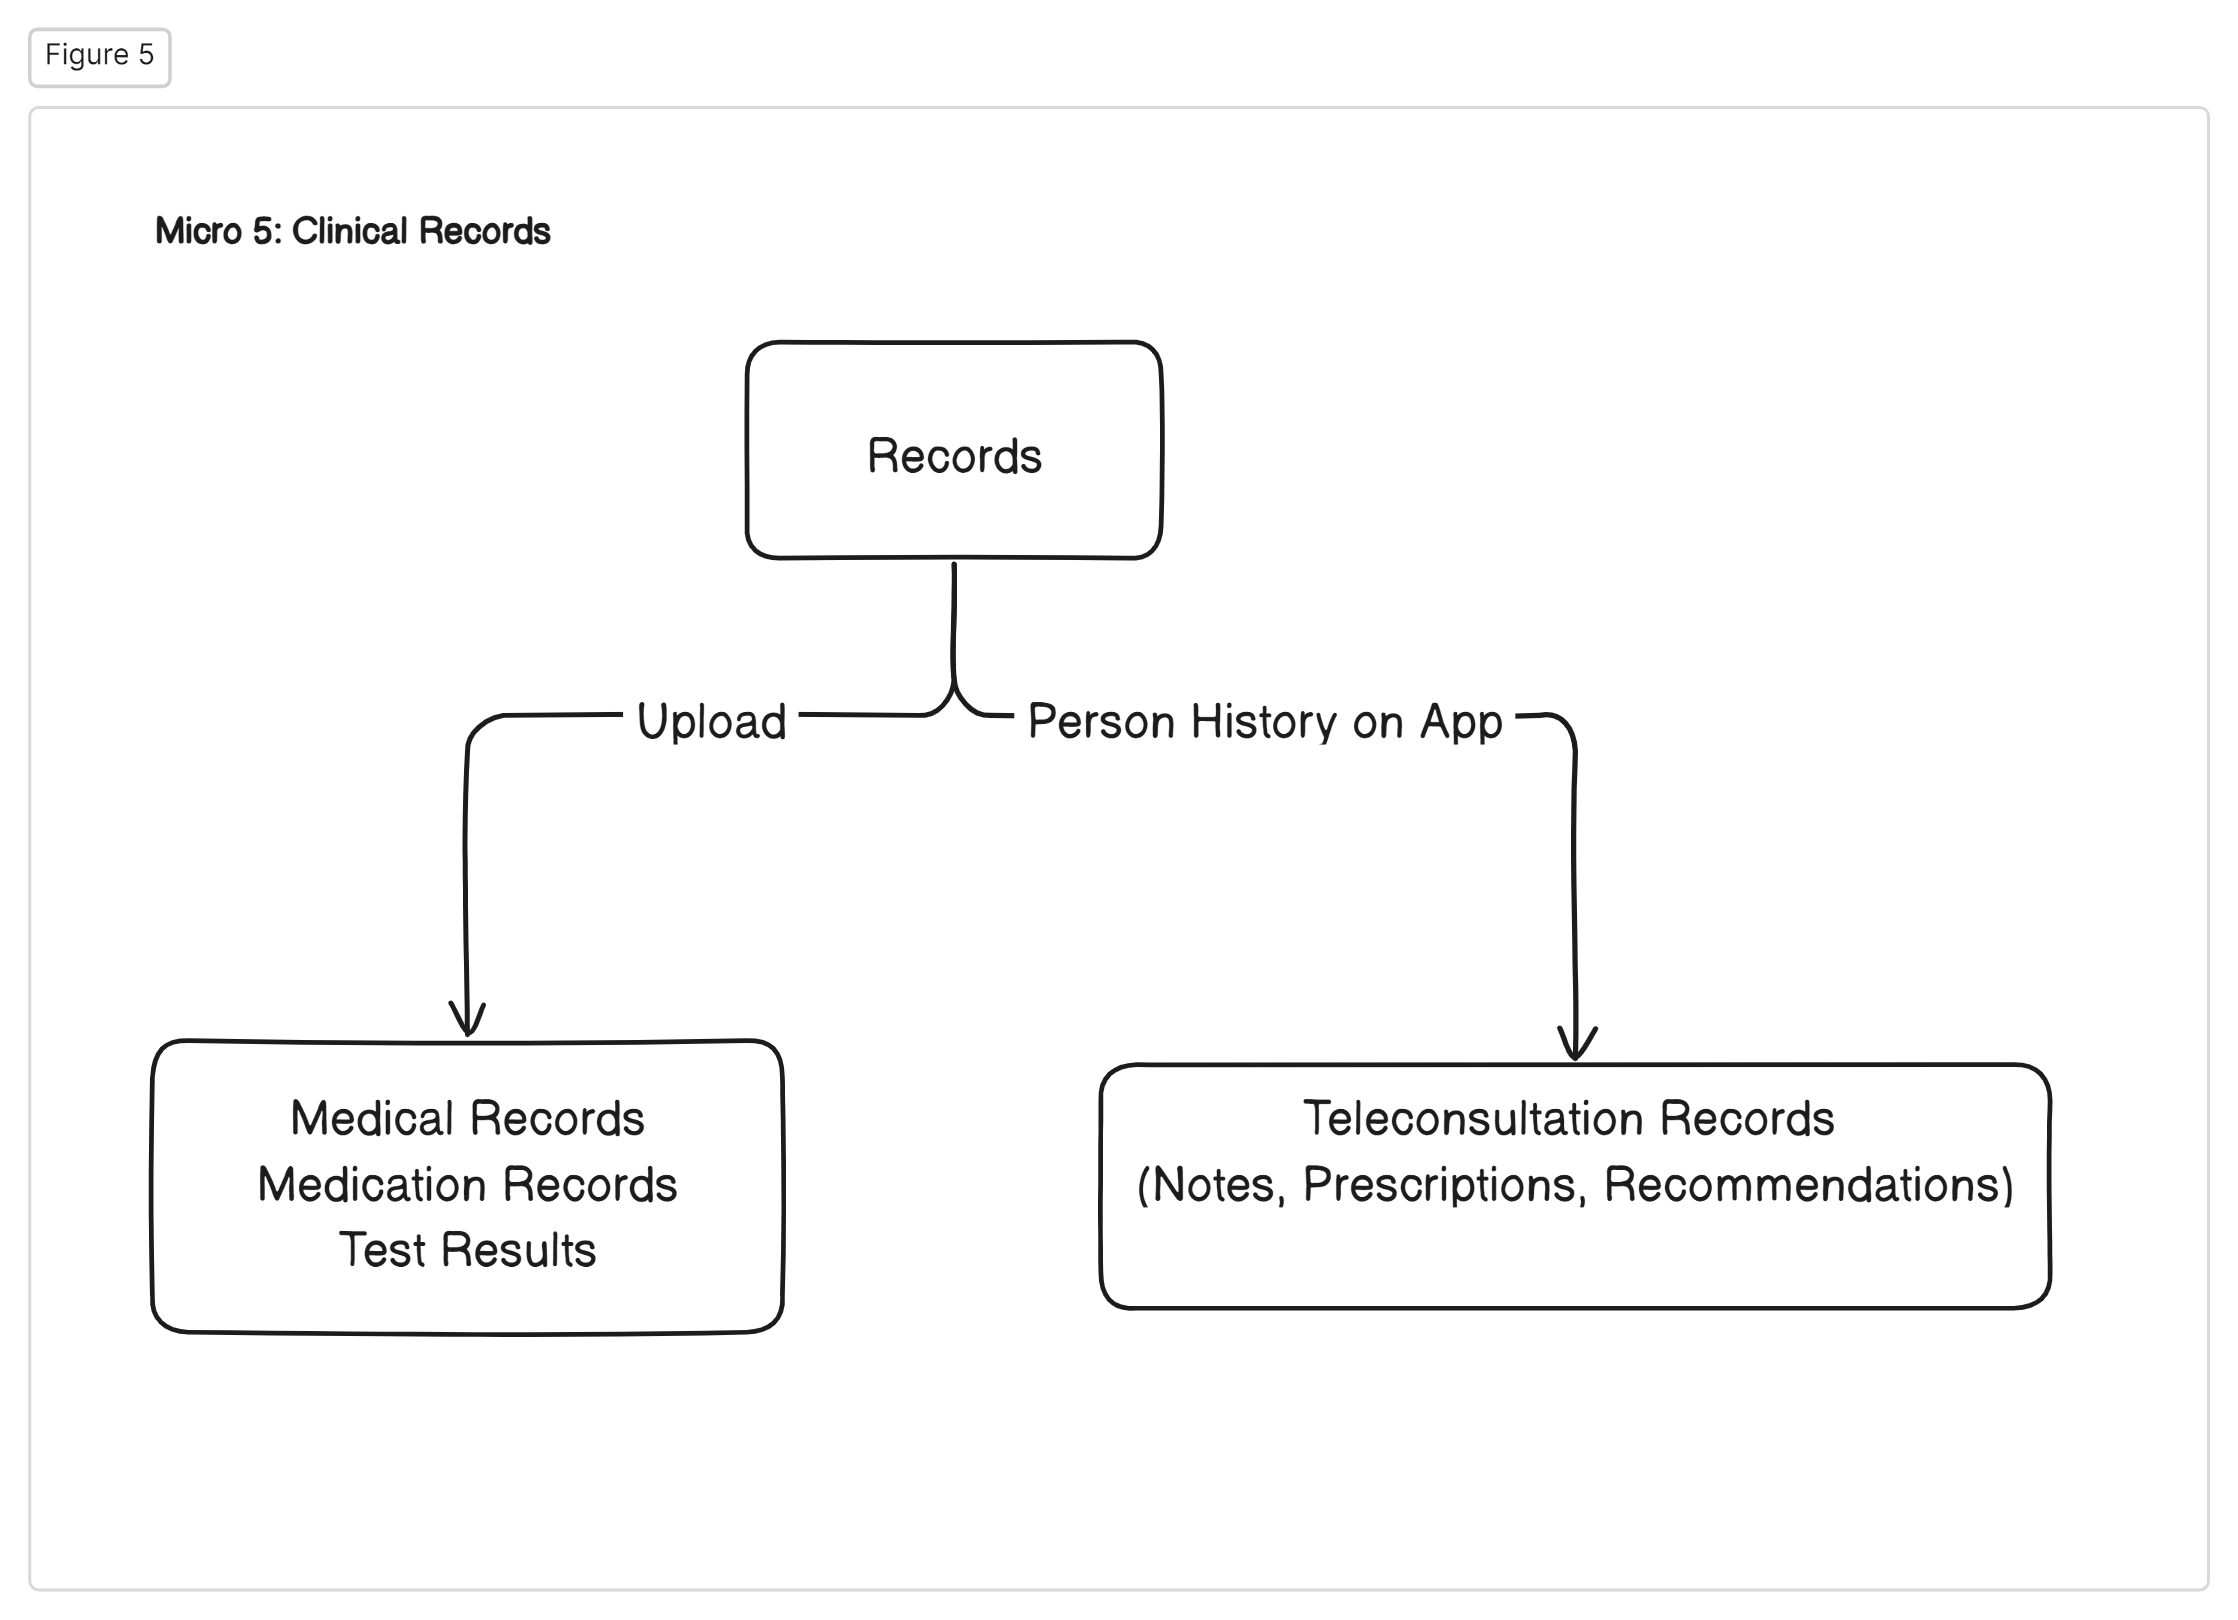 Figure 5
Micro 5: Clinical Records
Records
Upload
Person History on App
Medical Records
Medication Records
Test Results
Teleconsultation Records
(Notes, Prescriptions, Recommendations)